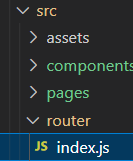 src
assets
components
pages
router
JS index.js